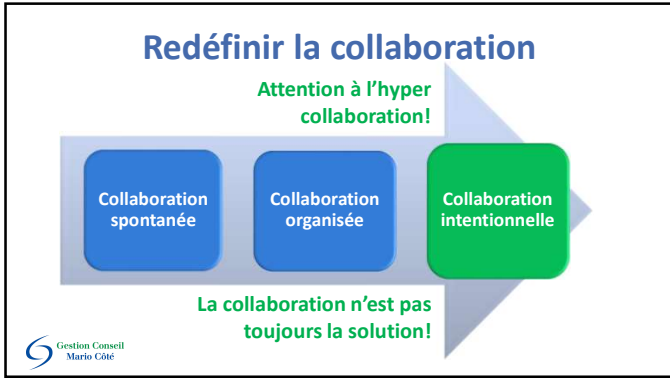 Redéfinir la collaboration
Attention à l'hyper
collaboration!
Collaboration
spontanée
Collaboration
organisée
Collaboration
intentionnelle
La collaboration n'est pas
toujours la solution!
Gestion Conseil
Mario Côté